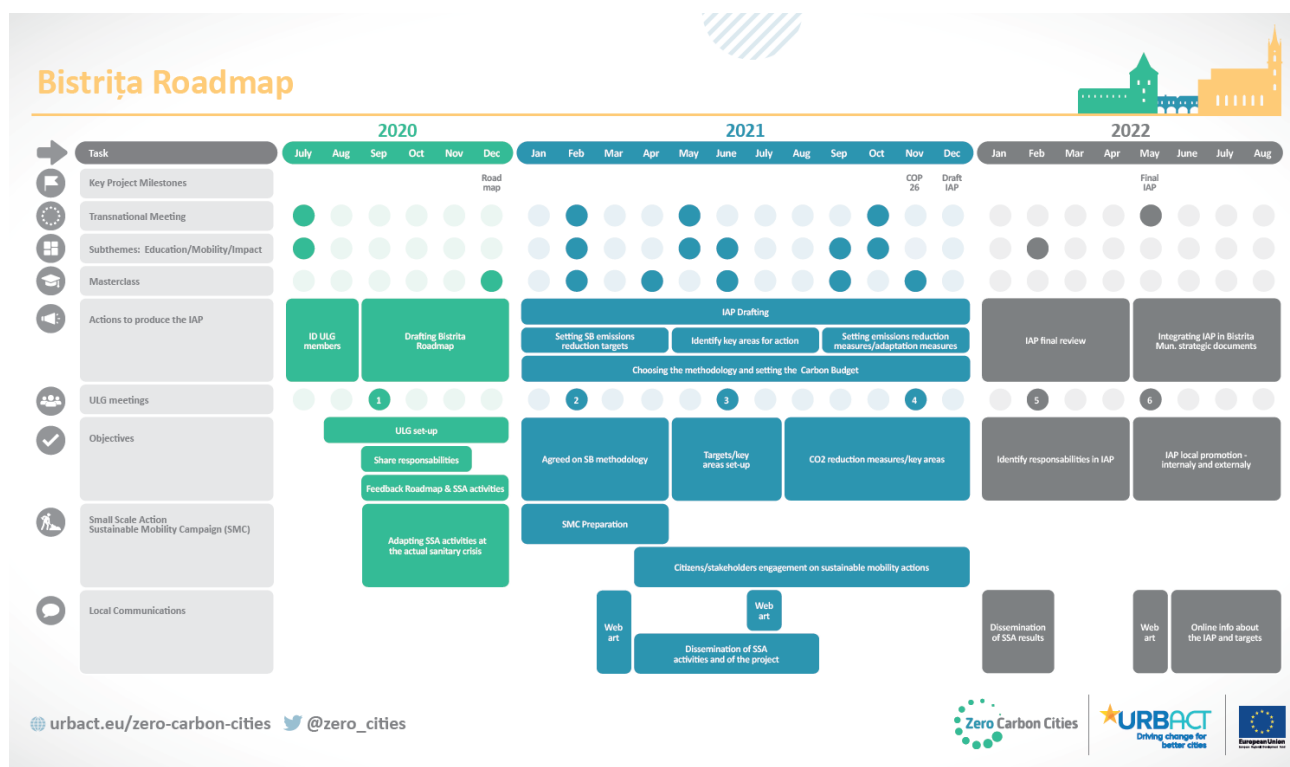 Bistrița Roadmap
2020
2021
2022
Task
July Aug Sep Oct Nov Dec
Jan Feb Mar Apr May June July Aug Sep Oct Nov Dec
Jan Feb Mar Apr May June July Aug
Key Project Milestones
Road
map
COP
26
Draft
IAP
Final
IAP
Transnational Meeting
Subthemes: Education/Mobility/Impact
Masterclass
Actions to produce the IAP
ID ULG
members
Drafting Bistrita
Roadmap
IAP Drafting
Setting SB emissions
reduction targets
Identify key areas for action
Setting emissions reduction
measures/adaptation measures
Choosing the methodology and setting the Carbon Budget
IAP final review
Integrating IAP in Bistrita
Mun. strategic documents
ULG meetings
1
2
3
4
5
6
Objectives
ULG set-up
Share responsabilities
Feedback Roadmap & SSA activities
Agreed on SB methodology
Targets/key
areas set-up
CO2 reduction measures/key areas
Identify responsabilities in IAP
IAP local promotion -
internaly and externaly
Small Scale Action
Sustainable Mobility Campaign (SMC)
Adapting SSA activities at
the actual sanitary crisis
SMC Preparation
Citizens/stakeholders engagement on sustainable mobility actions
Local Communications
Web
art
Web
art
Dissemination of SSA
activities and of the project
Dissemination
of SSA results
Web
art
Online info about
the IAP and targets
urbact.eu/zero-carbon-cities
@zero_cities
Zero Carbon Cities
URBACT
Driving change for
better cities
European Union